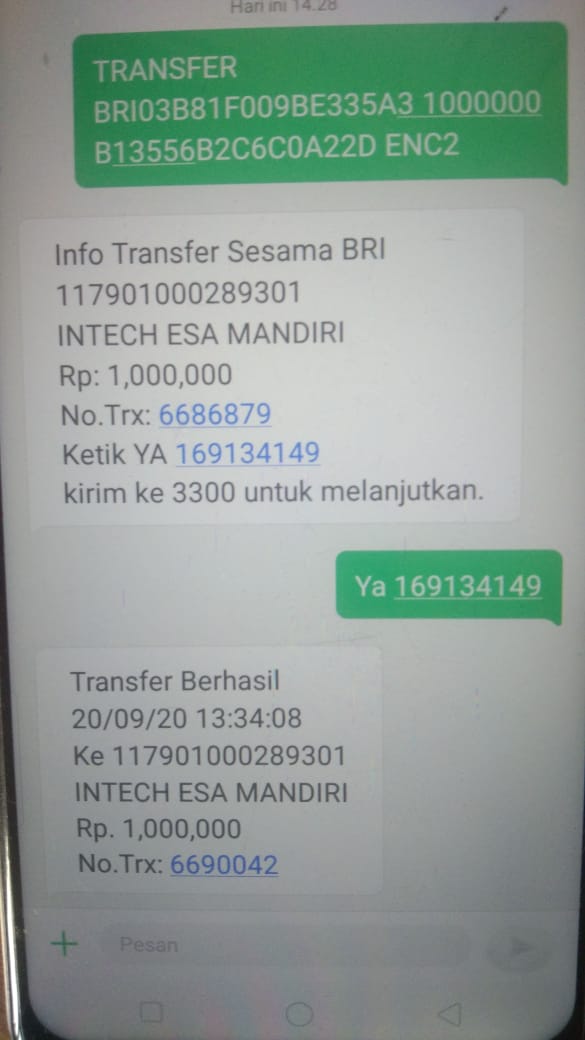 Hari ini 14.28
TRANSFER
BRI03B81F009BE335A3 1000000
B13556B2C6C0A22D ENC2
Info Transfer Sesama BRI
117901000289301
INTECH ESA MANDIRI
Rp: 1,000,000
No.Trx: 6686879
Ketik YA 169134149
kirim ke 3300 untuk melanjutkan.
Ya 169134149
Transfer Berhasil
20/09/20 13:34:08
Ke 117901000289301
INTECH ESA MANDIRI
Rp. 1,000,000
No.Trx: 6690042
Pesan